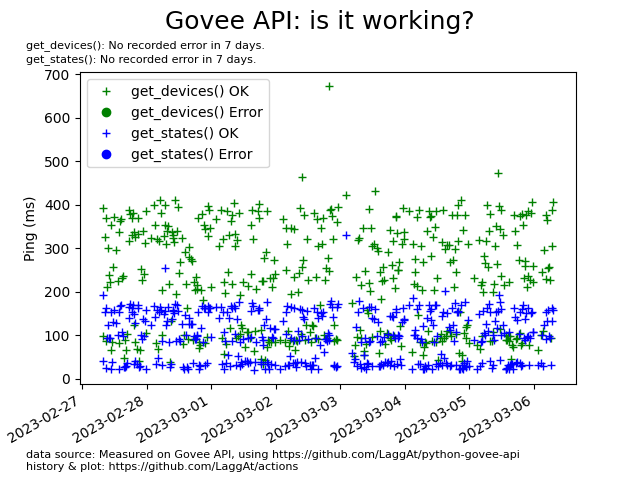 Govee API: is it working?
get_devices(): No recorded error in 7 days.
get_states(): No recorded error in 7 days.
get_devices() OK
get_devices() Error
get_states() OK
get_states() Error
Ping (ms)
700
600
500
400
300
200
100
0
2023-02-27
2023-02-28
2023-03-01
2023-03-02
2023-03-03
2023-03-04
2023-03-05
2023-03-06
data source: Measured on Govee API, using https://github.com/LaggAt/python-govee-api
history & plot: https://github.com/LaggAt/actions